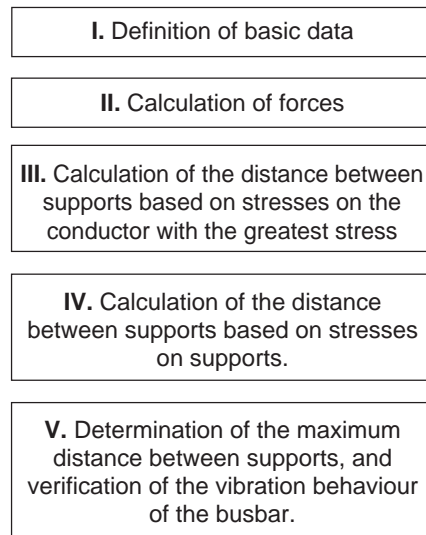 I. Definition of basic data
II. Calculation of forces
III. Calculation of the distance between
supports based on stresses on the
conductor with the greatest stress
IV. Calculation of the distance
between supports based on stresses
on supports.
V. Determination of the maximum
distance between supports, and
verification of the vibration behaviour
of the busbar.